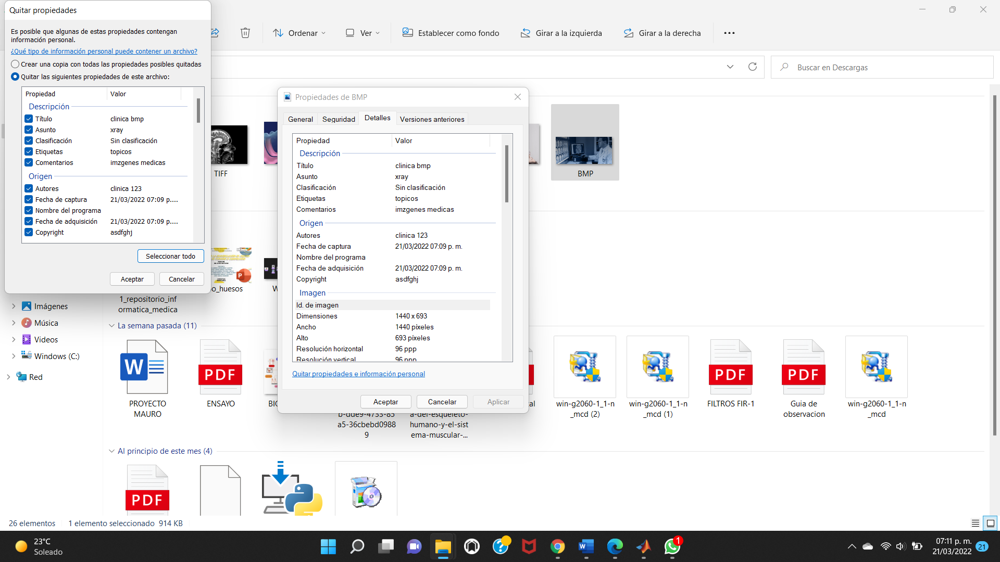 Quitar propiedades
Es posible que algunas de estas propiedades contengan
información personal.
¿Qué tipo de información personal puede contener un archivo?
Crear una copia con todas las propiedades posibles quitadas
Quitar las siguientes propiedades de este archivo:
Propiedad Valor
Descripción
Título clinica bmp
Asunto xray
Clasificación Sin clasificación
Etiquetas topicos
Comentarios imzgenes medicas
Origen
Autores clinica 123
Fecha de captura 21/03/2022 07:09 p....
Nombre del programa
Fecha de adquisición 21/03/2022 07:09 p....
Copyright asdfghj
Seleccionar todo
Aceptar Cancelar
Ordenar Ver Establecer como fondo Girar a la izquierda Girar a la derecha
Buscar en Descargas
Propiedades de BMP
General Seguridad Detalles Versiones anteriores
Propiedad Valor
Descripción
Título clinica bmp
Asunto xray
Clasificación Sin clasificación
Etiquetas topicos
Comentarios imzgenes medicas
Origen
Autores clinica 123
Fecha de captura 21/03/2022 07:09 p. m.
Nombre del programa
Fecha de adquisición 21/03/2022 07:09 p. m.
Copyright asdfghj
Imagen
Id. de imagen
Dimensiones 1440 x 693
Ancho 1440 píxeles
Alto 693 píxeles
Resolución horizontal 96 ppp
Resolución vertical 96 ppp
Quitar propiedades e información personal
Aceptar Cancelar Aplicar
TIFF
BMP
o_huesos
W
1_repositorio_inf
ormatica_medica
Imágenes
Música
Videos
Windows (C:)
Red
La semana pasada (11)
W
PROYECTO
MAURO
PDF
ENSAYO
BIO
b-dde9-4733-85
a5-36cbebd0988
9
a-del-esqueleto-
humano-y-el-sist
ema-muscular-...
al
win-g2060-1_1-n
_mcd (2)
win-g2060-1_1-n
_mcd (1)
PDF
FILTROS FIR-1
PDF
Guia de
observacion
win-g2060-1_1-n
_mcd
Al principio de este mes (4)
PDF
26 elementos 1 elemento seleccionado 914 KB
23°C
Soleado
1
07:11 p. m.
21/03/2022
21